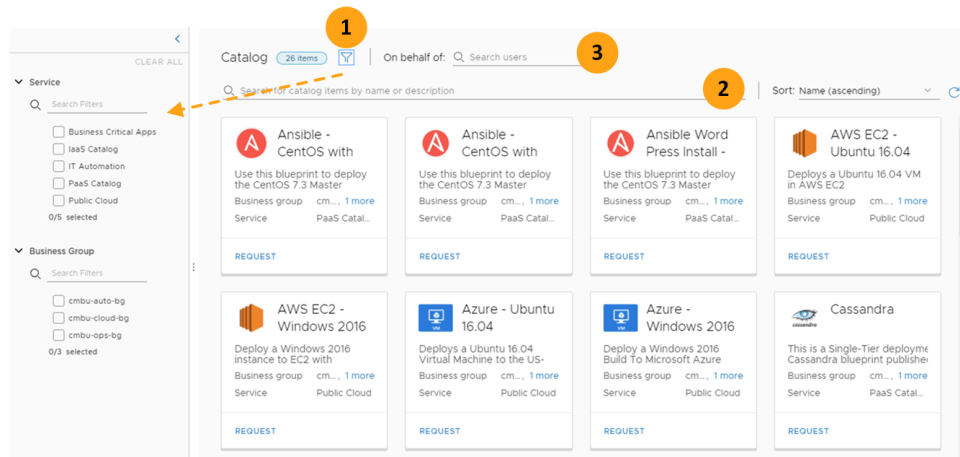 1
CLEAR ALL
Service
Search Filters
Business Critical Apps
IaaS Catalog
IT Automation
PaaS Catalog
Public Cloud
0/5 selected
Business Group
Search Filters
cmbu-auto-bg
cmbu-cloud-bg
cmbu-ops-bg
0/3 selected
Catalog 26 items On behalf of: Search users 3
Search for catalog items by name or description 2 Sort: Name (ascending)
Ansible -
CentOS with
Use this blueprint to deploy
the CentOS 7.3 Master
Business group cm..., 1 more
Service PaaS Catal...
REQUEST
Ansible -
CentOS with
Use this blueprint to deploy
the CentOS 7.3 Master
Business group cm..., 1 more
Service PaaS Catal...
REQUEST
Ansible Word
Press Install -
Use this blueprint to deploy
the CentOS 7.3 Master
Business group cm..., 1 more
Service PaaS Catal...
REQUEST
AWS EC2 -
Ubuntu 16.04
Deploys a Ubuntu 16.04 VM
in AWS EC2
Business group cm..., 1 more
Service Public Cloud
REQUEST
AWS EC2 -
Windows 2016
Deploy a Windows 2016
instance to EC2 with
Business group cm..., 1 more
Service Public Cloud
REQUEST
VM
Azure - Ubuntu
16.04
Deploys a Ubuntu 16.04
Virtual Machine to the US-
Business group cm..., 1 more
Service Public Cloud
REQUEST
VM
Azure -
Windows 2016
Deploy a Windows 2016
Build To Microsoft Azure
Business group cm..., 1 more
Service Public Cloud
REQUEST
cassandra
Cassandra
This is a Single-Tier deployme
Cassandra blueprint publishe
Business group cm..., 1 more
Service PaaS Catal...
REQUEST